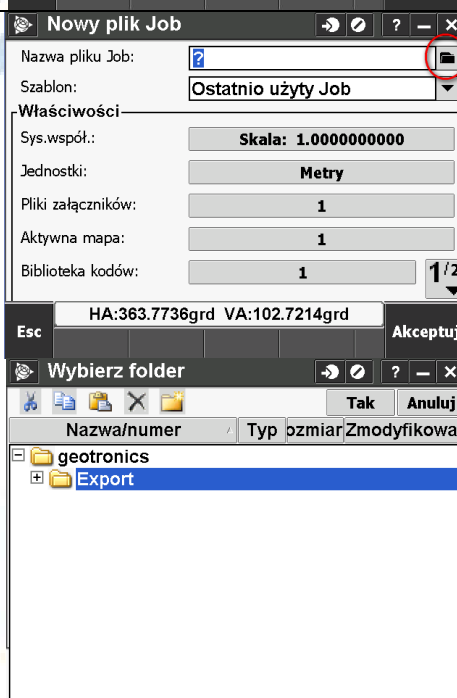 Nowy plik Job ? – X
Nazwa pliku Job: ?
Szablon: Ostatnio użyty Job
Właściwości
Sys.współ.: Skala: 1.0000000000
Jednostki: Metry
Pliki załączników: 1
Aktywna mapa: 1
Biblioteka kodów: 1 1/2
HA:363.7736grd VA:102.7214grd
Esc Akceptuj
Wybierz folder ? – X
Tak Anuluj
Nazwa/numer Typ ozmiar Zmodyfikowa
geotronics
Export